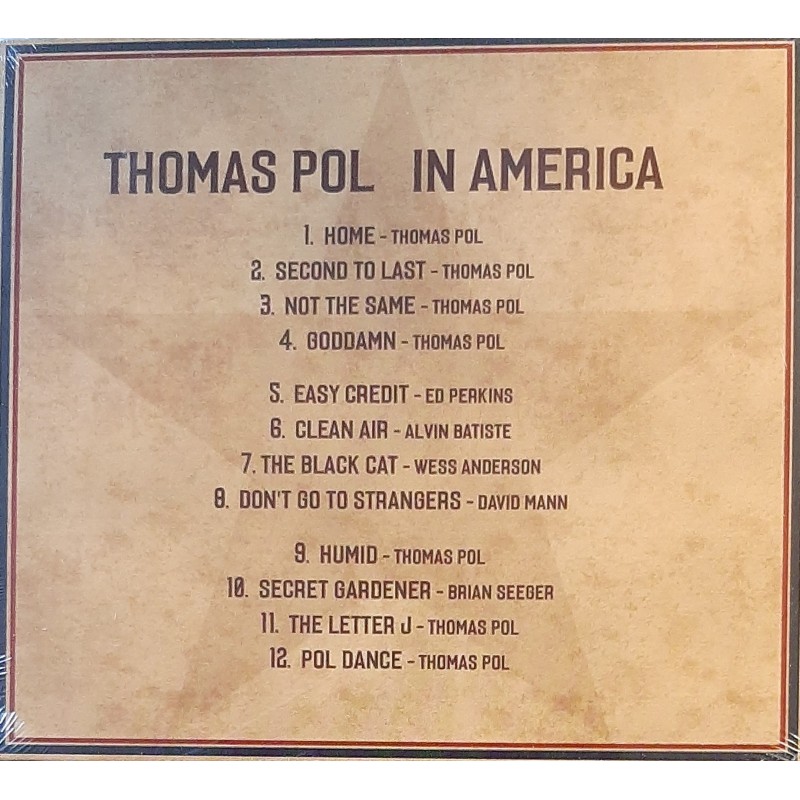 THOMAS POL IN AMERICA
1. HOME - THOMAS POL
2. SECOND TO LAST - THOMAS POL
3. NOT THE SAME - THOMAS POL
4. GODDAMN - THOMAS POL
5. EASY CREDIT - ED PERKINS
6. CLEAN AIR - ALVIN BATISTE
7. THE BLACK CAT - WESS ANDERSON
8. DON'T GO TO STRANGERS - DAVID MANN
9. HUMID - THOMAS POL
10. SECRET GARDENER - BRIAN SEEGER
11. THE LETTER J - THOMAS POL
12. POL DANCE - THOMAS POL